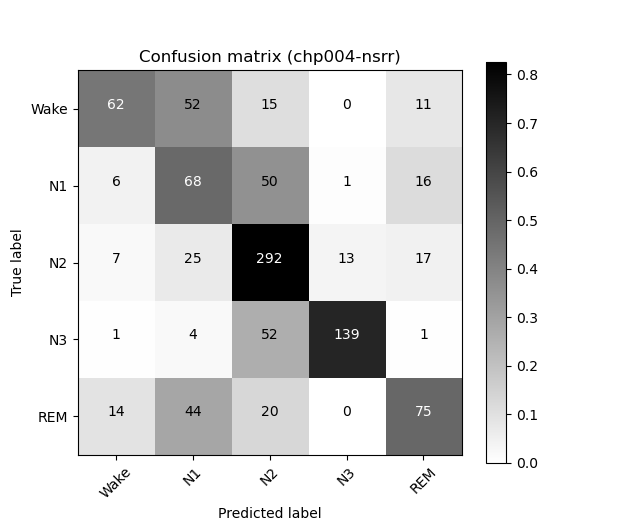 Confusion matrix (chp004-nsrr)
True label
Wake 62 52 15 0 11
N1 6 68 50 1 16
N2 7 25 292 13 17
N3 1 4 52 139 1
REM 14 44 20 0 75
Wake N1 N2 N3 REM
Predicted label
0.8
0.7
0.6
0.5
0.4
0.3
0.2
0.1
0.0